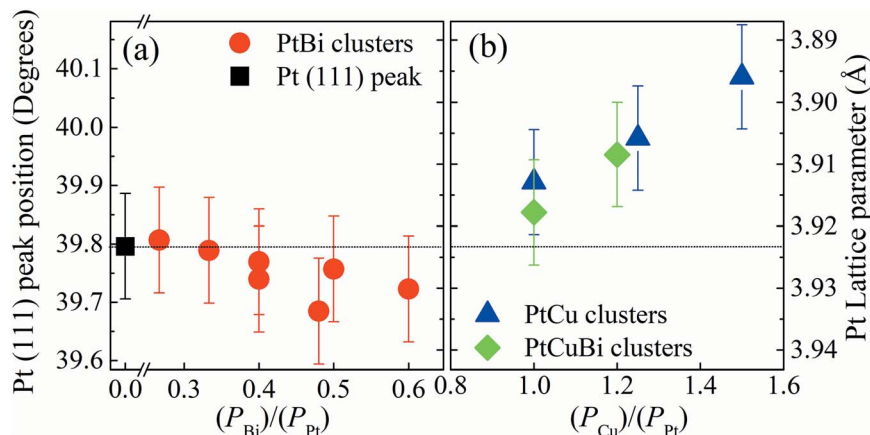 (a)
PtBi clusters
Pt (111) peak
Pt (111) peak position (Degrees)
40.1
40.0
39.9
39.8
39.7
39.6
0.0
0.3
0.4
0.5
0.6
(P_Bi)/(P_Pt)
(b)
PtCu clusters
PtCuBi clusters
0.8
1.0
1.2
1.4
1.6
(P_Cu)/(P_Pt)
3.89
3.90
3.91
3.92
3.93
3.94
Pt Lattice parameter (Å)